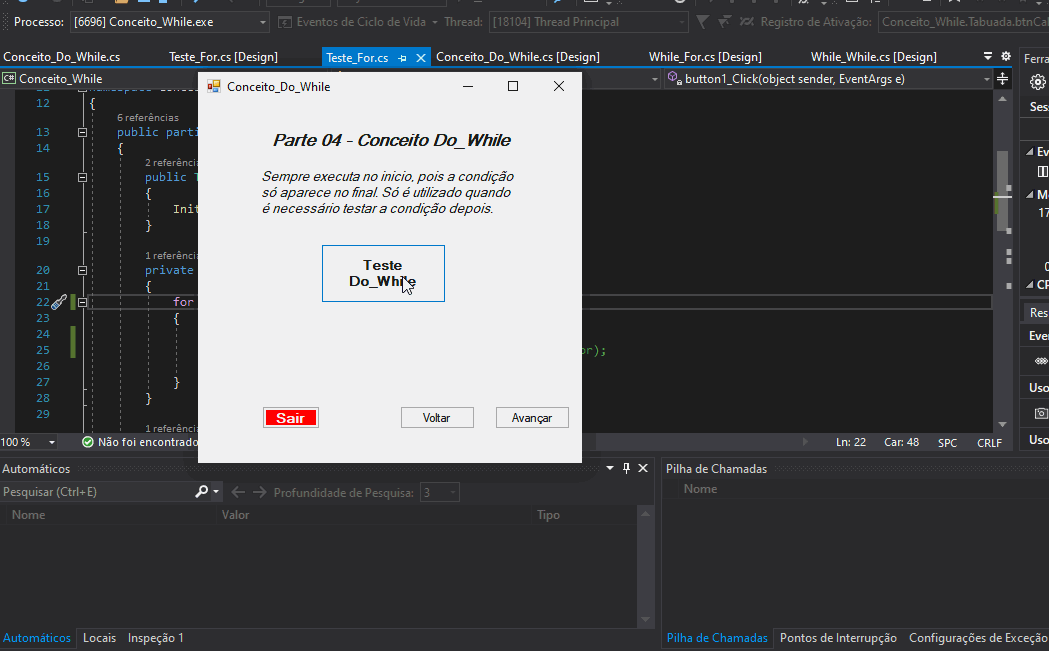 Processo: [6696] Conceito_While.exe Eventos de Ciclo de Vida Thread: [18104] Thread Principal Registro de Ativação: Conceito_While.Tabuada.btnCal
Conceito_Do_While.cs Teste_For.cs [Design] Teste_For.cs Conceito_Do_While.cs [Design] While_For.cs [Design] While_While.cs [Design]
C# Conceito_While button1_Click(object sender, EventArgs e)
12 {
6 referências
13 public parti
14 {
2 referência
15 public T
16 {
17 Init
18 }
19
1 referência
20 private
21 {
22 for
23 {
24
25 or);
26
27 }
28 }
29
1 referência
Conceito_Do_While
Parte 04 - Conceito Do_While
Sempre executa no inicio, pois a condição
só aparece no final. Só é utilizado quando
é necessário testar a condição depois.
Teste
Do_While
Sair Voltar Avançar
100 % Não foi encontrado Ln: 22 Car: 48 SPC CRLF
Automáticos
Pesquisar (Ctrl+E) Profundidade de Pesquisa: 3
Nome Valor Tipo
Automáticos Locais Inspeção 1
Pilha de Chamadas
Nome
Pilha de Chamadas Pontos de Interrupção Configurações de Exceção
Ferra
Sess
Ev
M
17
0
CP
Res
Even
Uso
Uso